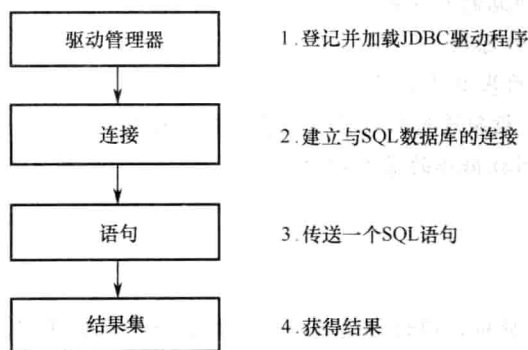 驱动管理器
1.登记并加载JDBC驱动程序
连接
2.建立与SQL数据库的连接
语句
3.传送一个SQL语句
结果集
4.获得结果